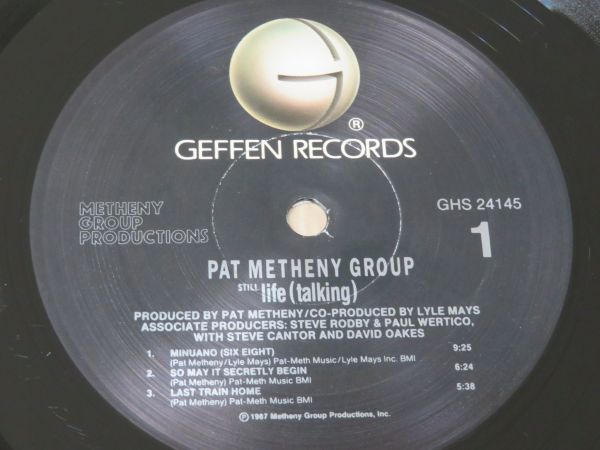 G
®
GEFFEN RECORDS
METHENY
GROUP
PRODUCTIONS
GHS 24145
1
PAT METHENY GROUP
STILL life (talking)
PRODUCED BY PAT METHENY/CO-PRODUCED BY LYLE MAYS
ASSOCIATE PRODUCERS: STEVE RODBY & PAUL WERTICO,
WITH STEVE CANTOR AND DAVID OAKES
1. MINUANO (SIX EIGHT) 9:25
(Pat Metheny/Lyle Mays) Pat-Meth Music/Lyle Mays Inc. BMI
2. SO MAY IT SECRETLY BEGIN 6:24
(Pat Metheny) Pat-Meth Music BMI
3. LAST TRAIN HOME 5:38
(Pat Metheny) Pat-Meth Music BMI
℗ © 1987 Metheny Group Productions, Inc.